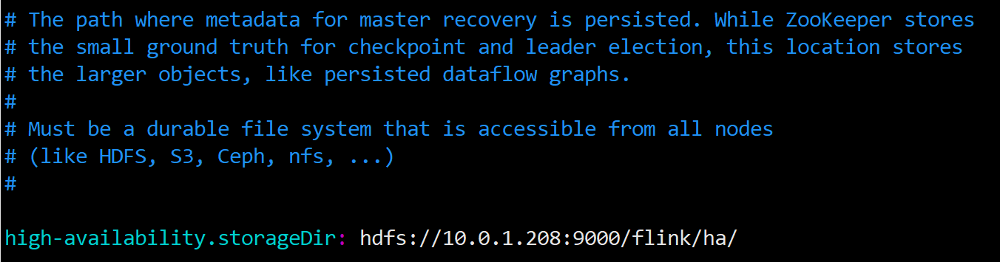 # The path where metadata for master recovery is persisted. While ZooKeeper stores
# the small ground truth for checkpoint and leader election, this location stores
# the larger objects, like persisted dataflow graphs.
#
# Must be a durable file system that is accessible from all nodes
# (like HDFS, S3, Ceph, nfs, ...)
#
high-availability.storageDir: hdfs://10.0.1.208:9000/flink/ha/